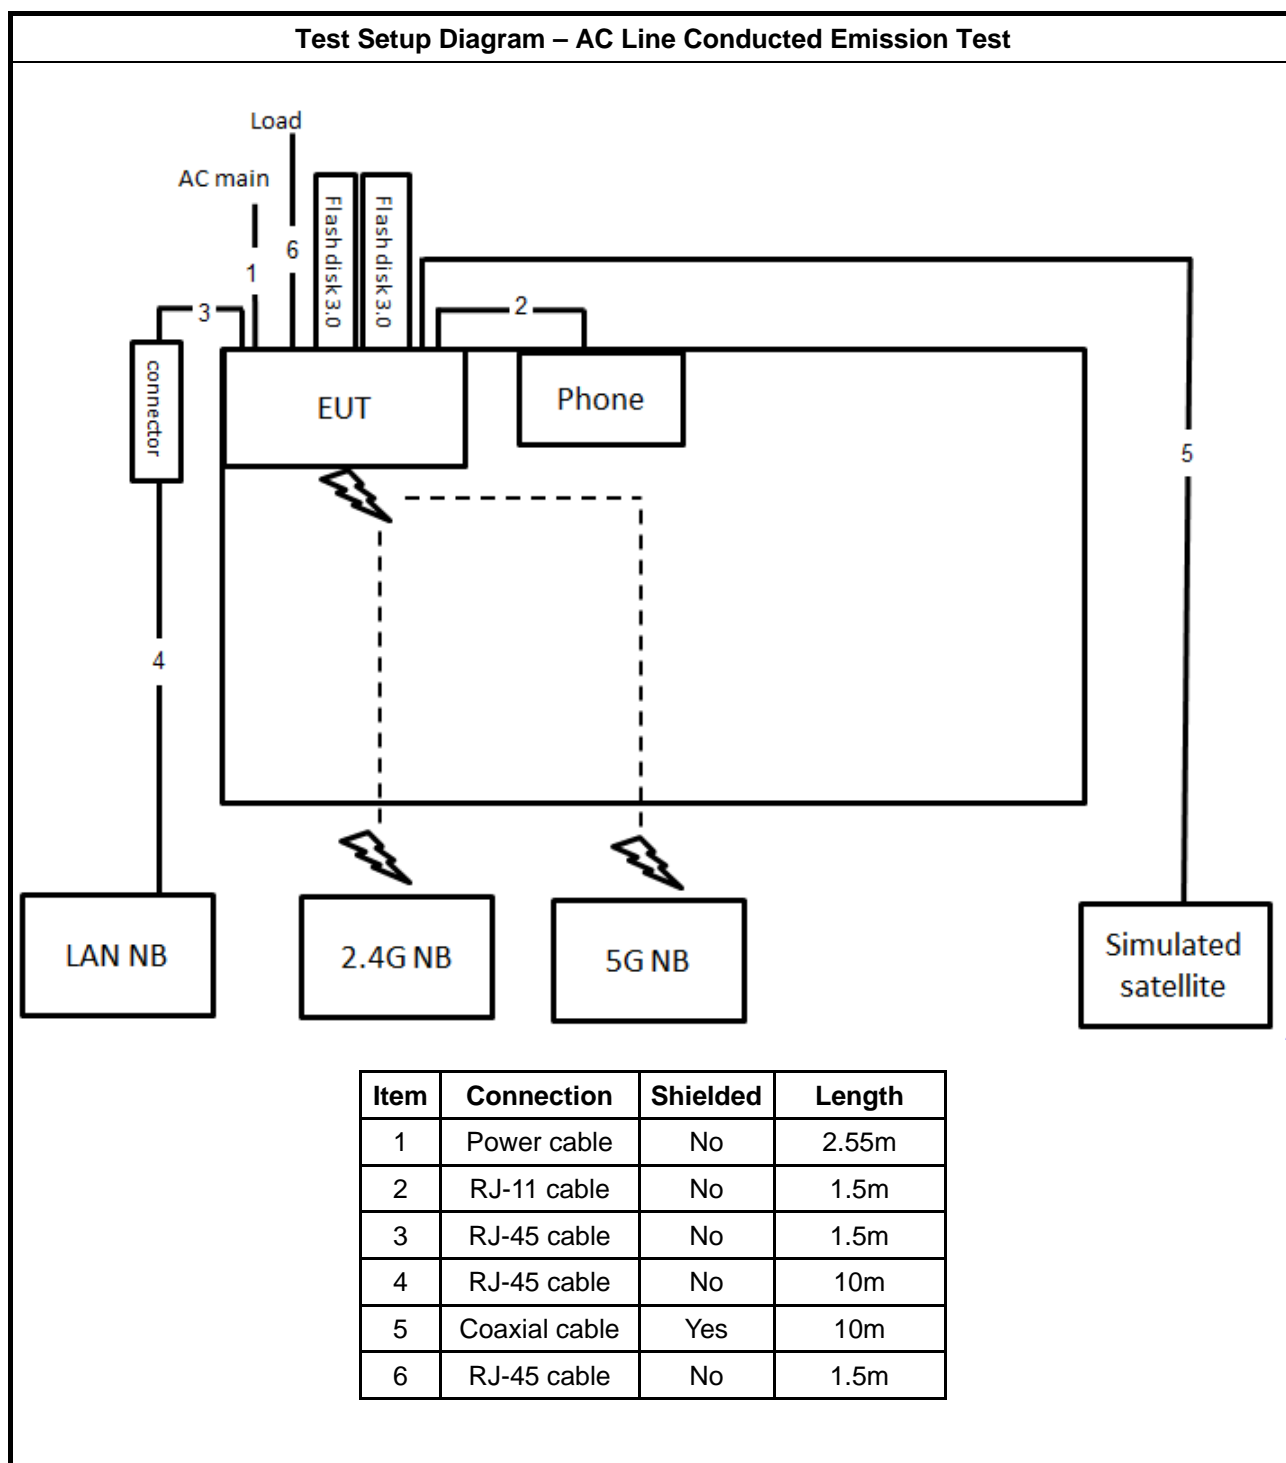 Test Setup Diagram – AC Line Conducted Emission Test
Load
AC main
Flash disk 3.0
Flash disk 3.0
6
1
3
2
connector
EUT
Phone
5
4
LAN NB
2.4G NB
5G NB
Simulated
satellite
Item Connection Shielded Length
1 Power cable No 2.55m
2 RJ-11 cable No 1.5m
3 RJ-45 cable No 1.5m
4 RJ-45 cable No 10m
5 Coaxial cable Yes 10m
6 RJ-45 cable No 1.5m